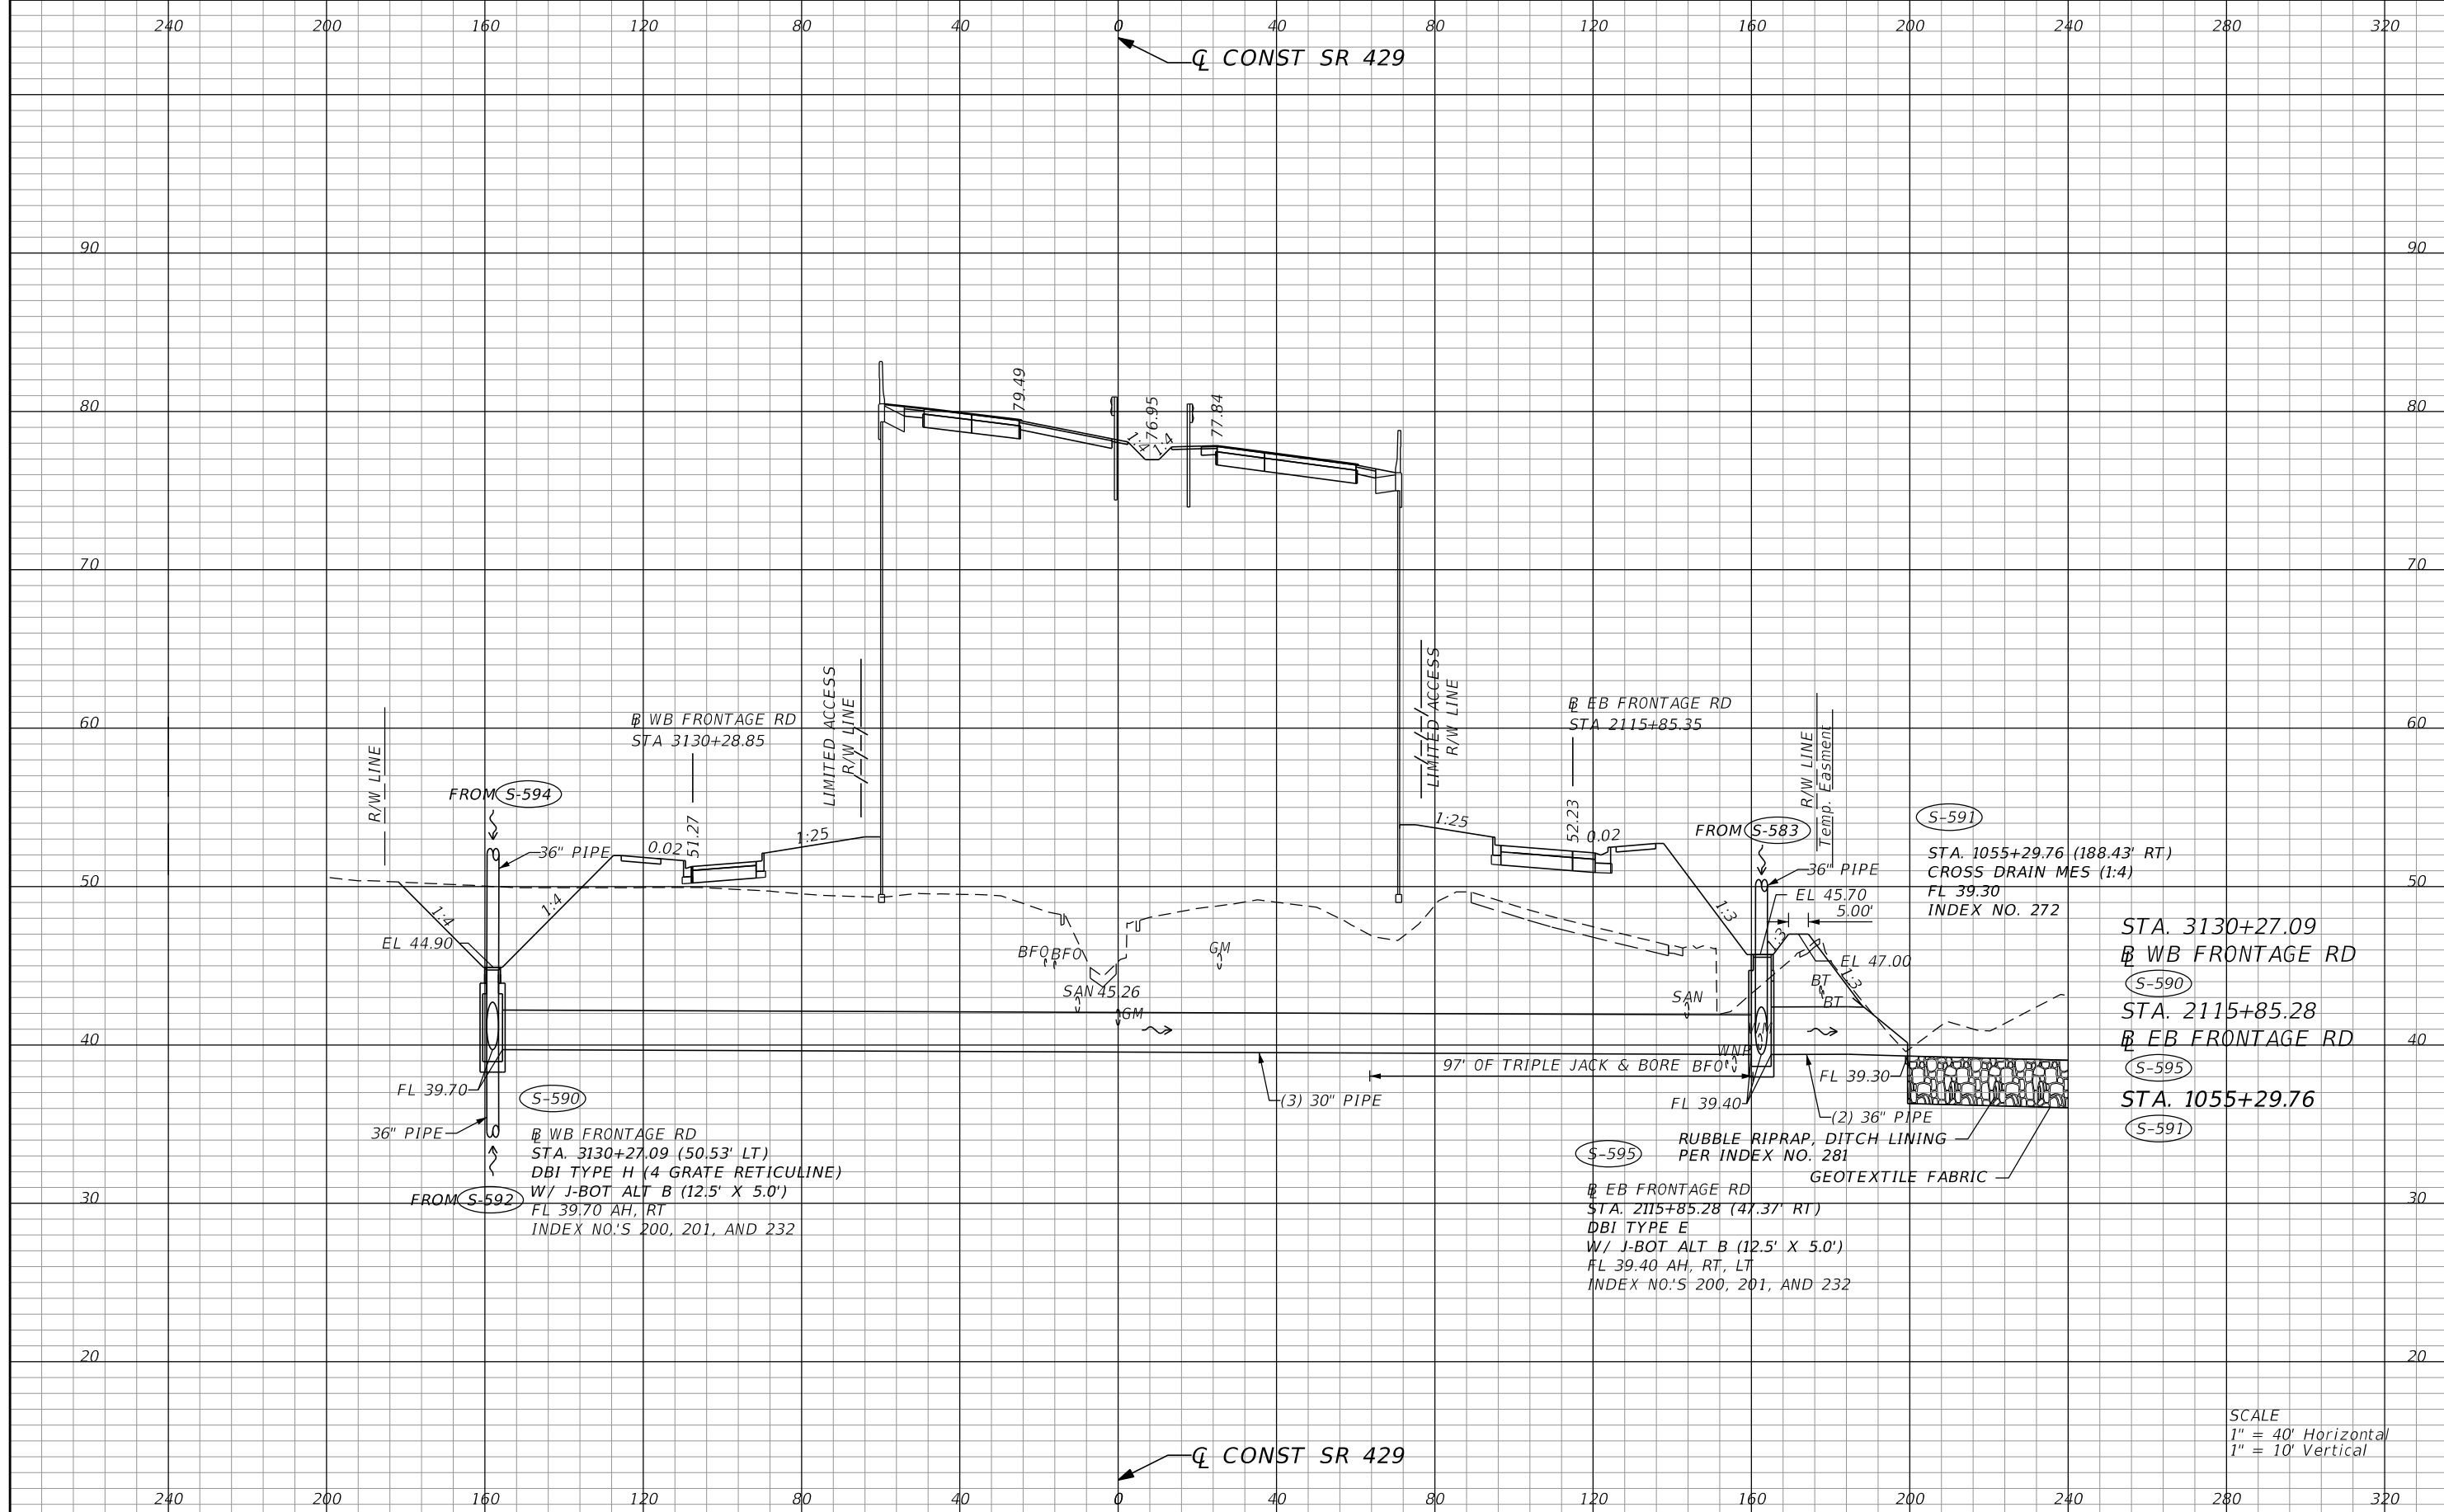 240 200 160 120 80 40 0 40 80 120 160 200 240 280 320
℄ CONST SR 429
90 90
80 80
70 70
60 60
50 50
40 40
30 30
20 20
79.49
76.95
77.84
1:4
1:4
R/W LINE
FROM S-594
36" PIPE
℄ WB FRONTAGE RD
STA 3130+28.85
51.27
0.02
1:25
LIMITED ACCESS
R/W LINE
1:4
1:4
EL 44.90
FL 39.70
36" PIPE
FROM S-592
S-590
℄ WB FRONTAGE RD
STA. 3130+27.09 (50.53' LT)
DBI TYPE H (4 GRATE RETICULINE)
W/ J-BOT ALT B (12.5' X 5.0')
FL 39.70 AH, RT
INDEX NO.'S 200, 201, AND 232
BFO
BFO
SAN
45.26
GM
GM
LIMITED ACCESS
R/W LINE
1:25
℄ EB FRONTAGE RD
STA 2115+85.35
52.23
0.02
1:3
FROM S-583
36" PIPE
EL 45.70
5.00'
R/W LINE
Temp. Easment
1:3
EL 47.00
1:3
BT
BT
SAN
WNP
BFO
97' OF TRIPLE JACK & BORE
(3) 30" PIPE
FL 39.40
FL 39.30
(2) 36" PIPE
RUBBLE RIPRAP, DITCH LINING
PER INDEX NO. 281
GEOTEXTILE FABRIC
S-595
℄ EB FRONTAGE RD
STA. 2115+85.28 (47.37' RT)
DBI TYPE E
W/ J-BOT ALT B (12.5' X 5.0')
FL 39.40 AH, RT, LT
INDEX NO.'S 200, 201, AND 232
S-591
STA. 1055+29.76 (188.43' RT)
CROSS DRAIN MES (1:4)
FL 39.30
INDEX NO. 272
STA. 3130+27.09
℄ WB FRONTAGE RD
S-590
STA. 2115+85.28
℄ EB FRONTAGE RD
S-595
STA. 1055+29.76
S-591
SCALE
1" = 40' Horizontal
1" = 10' Vertical
℄ CONST SR 429
240 200 160 120 80 40 0 40 80 120 160 200 240 280 320